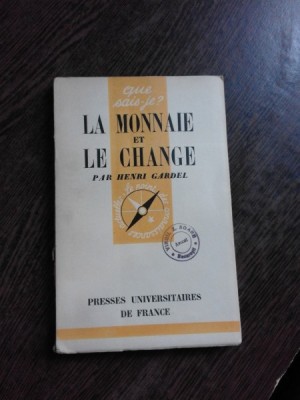 que
sais-je?
LA MONNAIE
ET
LE CHANGE
PAR HENRI GARDEL
PRESSES UNIVERSITAIRES
DE FRANCE